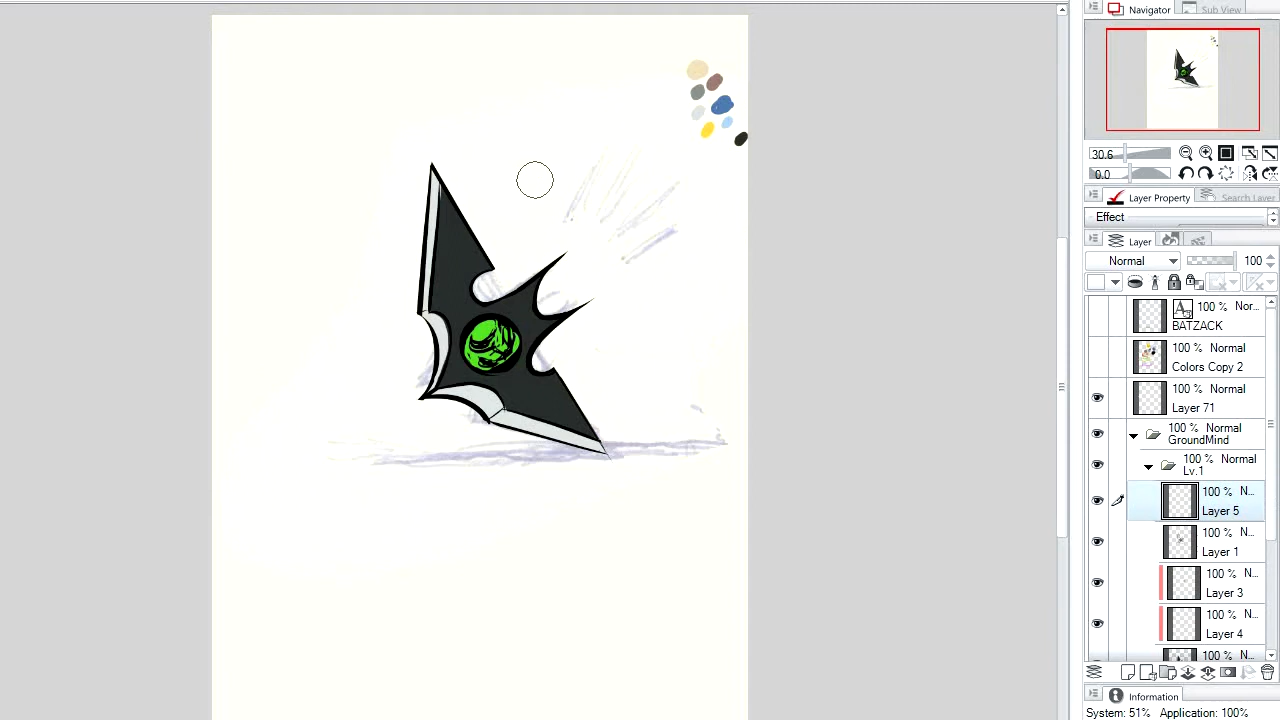 Navigator Sub View
30.6
0.0
Layer Property Search Layer
Effect
Layer
Normal 100
100 % Nor...
BATZACK
100 % Normal
Colors Copy 2
100 % Normal
Layer 71
100 % Normal
GroundMind
100 % Normal
Lv.1
100 % N...
Layer 5
100 % N...
Layer 1
100 % N...
Layer 3
100 % N...
Layer 4
100 % N...
Information
System: 51% Application: 100%